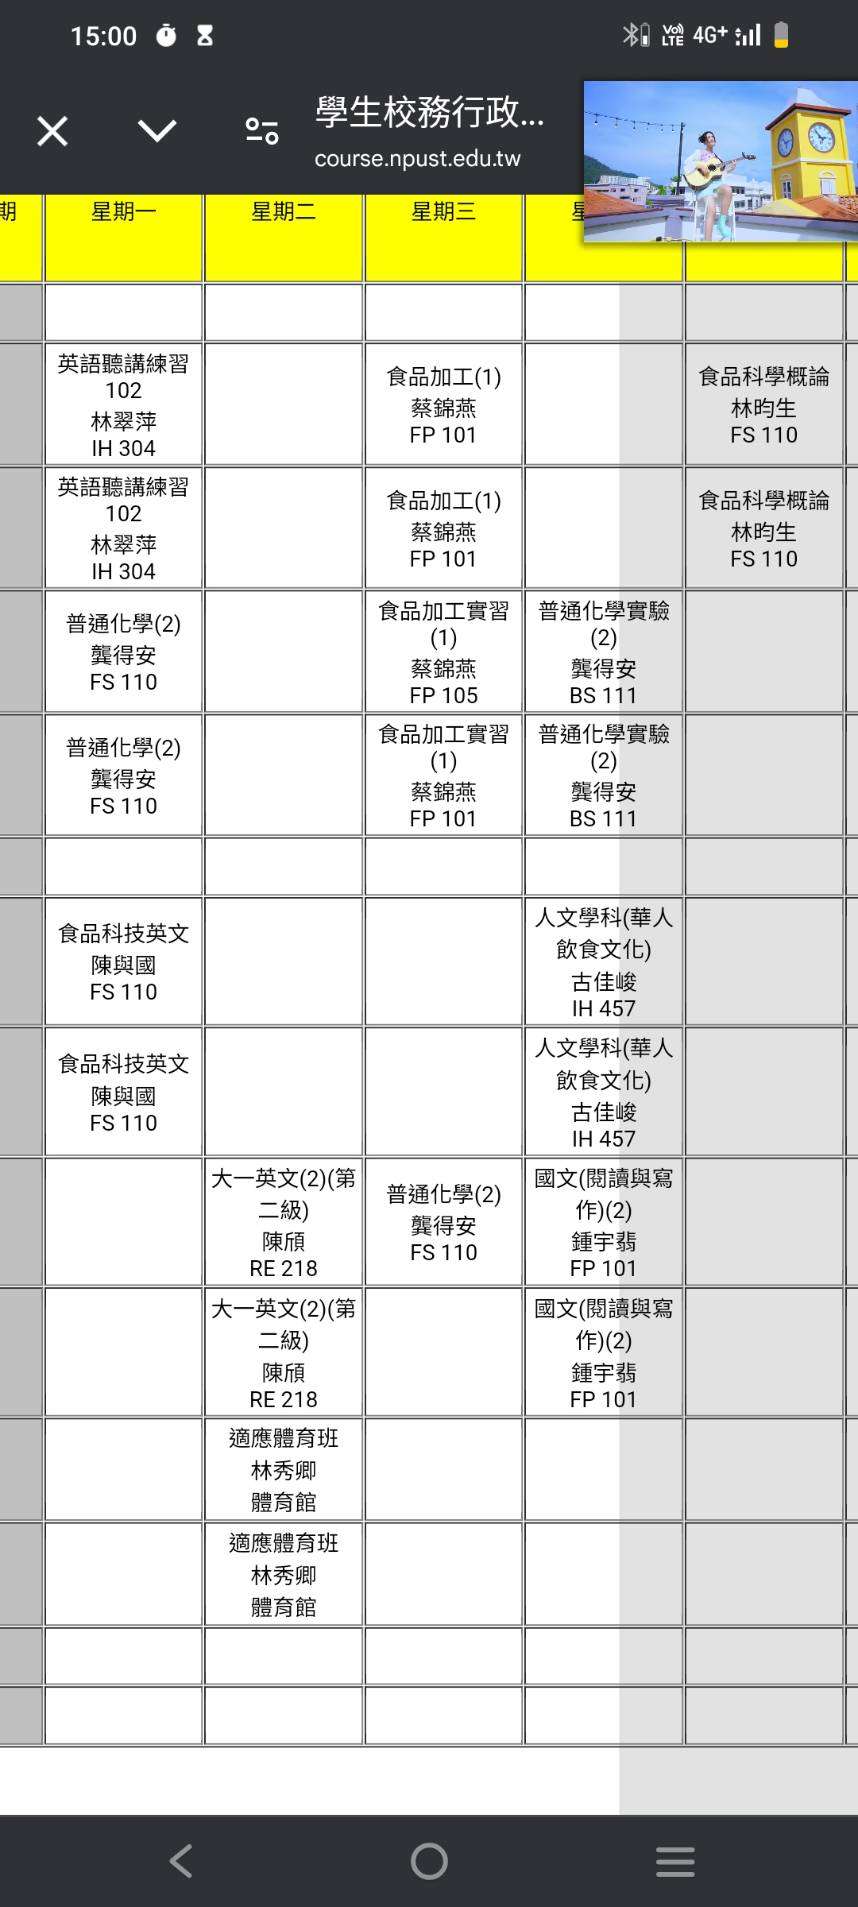 15:00
Vo)) LTE 4G+
學生校務行政...
course.npust.edu.tw
期 星期一 星期二 星期三
英語聽講練習
102
林翠萍
IH 304
食品加工(1)
蔡錦燕
FP 101
食品科學概論
林昀生
FS 110
英語聽講練習
102
林翠萍
IH 304
食品加工(1)
蔡錦燕
FP 101
食品科學概論
林昀生
FS 110
普通化學(2)
龔得安
FS 110
食品加工實習
(1)
蔡錦燕
FP 105
普通化學實驗
(2)
龔得安
BS 111
普通化學(2)
龔得安
FS 110
食品加工實習
(1)
蔡錦燕
FP 101
普通化學實驗
(2)
龔得安
BS 111
食品科技英文
陳與國
FS 110
人文學科(華人
飲食文化)
古佳峻
IH 457
食品科技英文
陳與國
FS 110
人文學科(華人
飲食文化)
古佳峻
IH 457
大一英文(2)(第
二級)
陳頎
RE 218
普通化學(2)
龔得安
FS 110
國文(閱讀與寫
作)(2)
鍾宇翡
FP 101
大一英文(2)(第
二級)
陳頎
RE 218
國文(閱讀與寫
作)(2)
鍾宇翡
FP 101
適應體育班
林秀卿
體育館
適應體育班
林秀卿
體育館